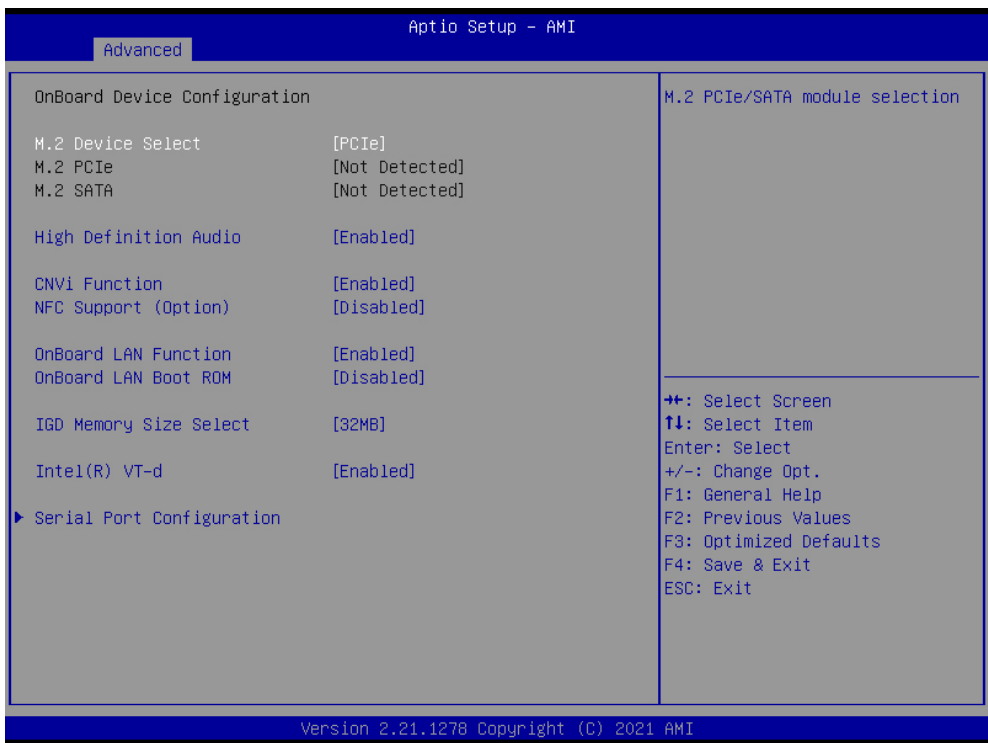 Aptio Setup – AMI
Advanced
OnBoard Device Configuration
M.2 Device Select [PCIe]
M.2 PCIe [Not Detected]
M.2 SATA [Not Detected]
High Definition Audio [Enabled]
CNVi Function [Enabled]
NFC Support (Option) [Disabled]
OnBoard LAN Function [Enabled]
OnBoard LAN Boot ROM [Disabled]
IGD Memory Size Select [32MB]
Intel(R) VT-d [Enabled]
▶ Serial Port Configuration
M.2 PCIe/SATA module selection
→←: Select Screen
↑↓: Select Item
Enter: Select
+/-: Change Opt.
F1: General Help
F2: Previous Values
F3: Optimized Defaults
F4: Save & Exit
ESC: Exit
Version 2.21.1278 Copyright (C) 2021 AMI